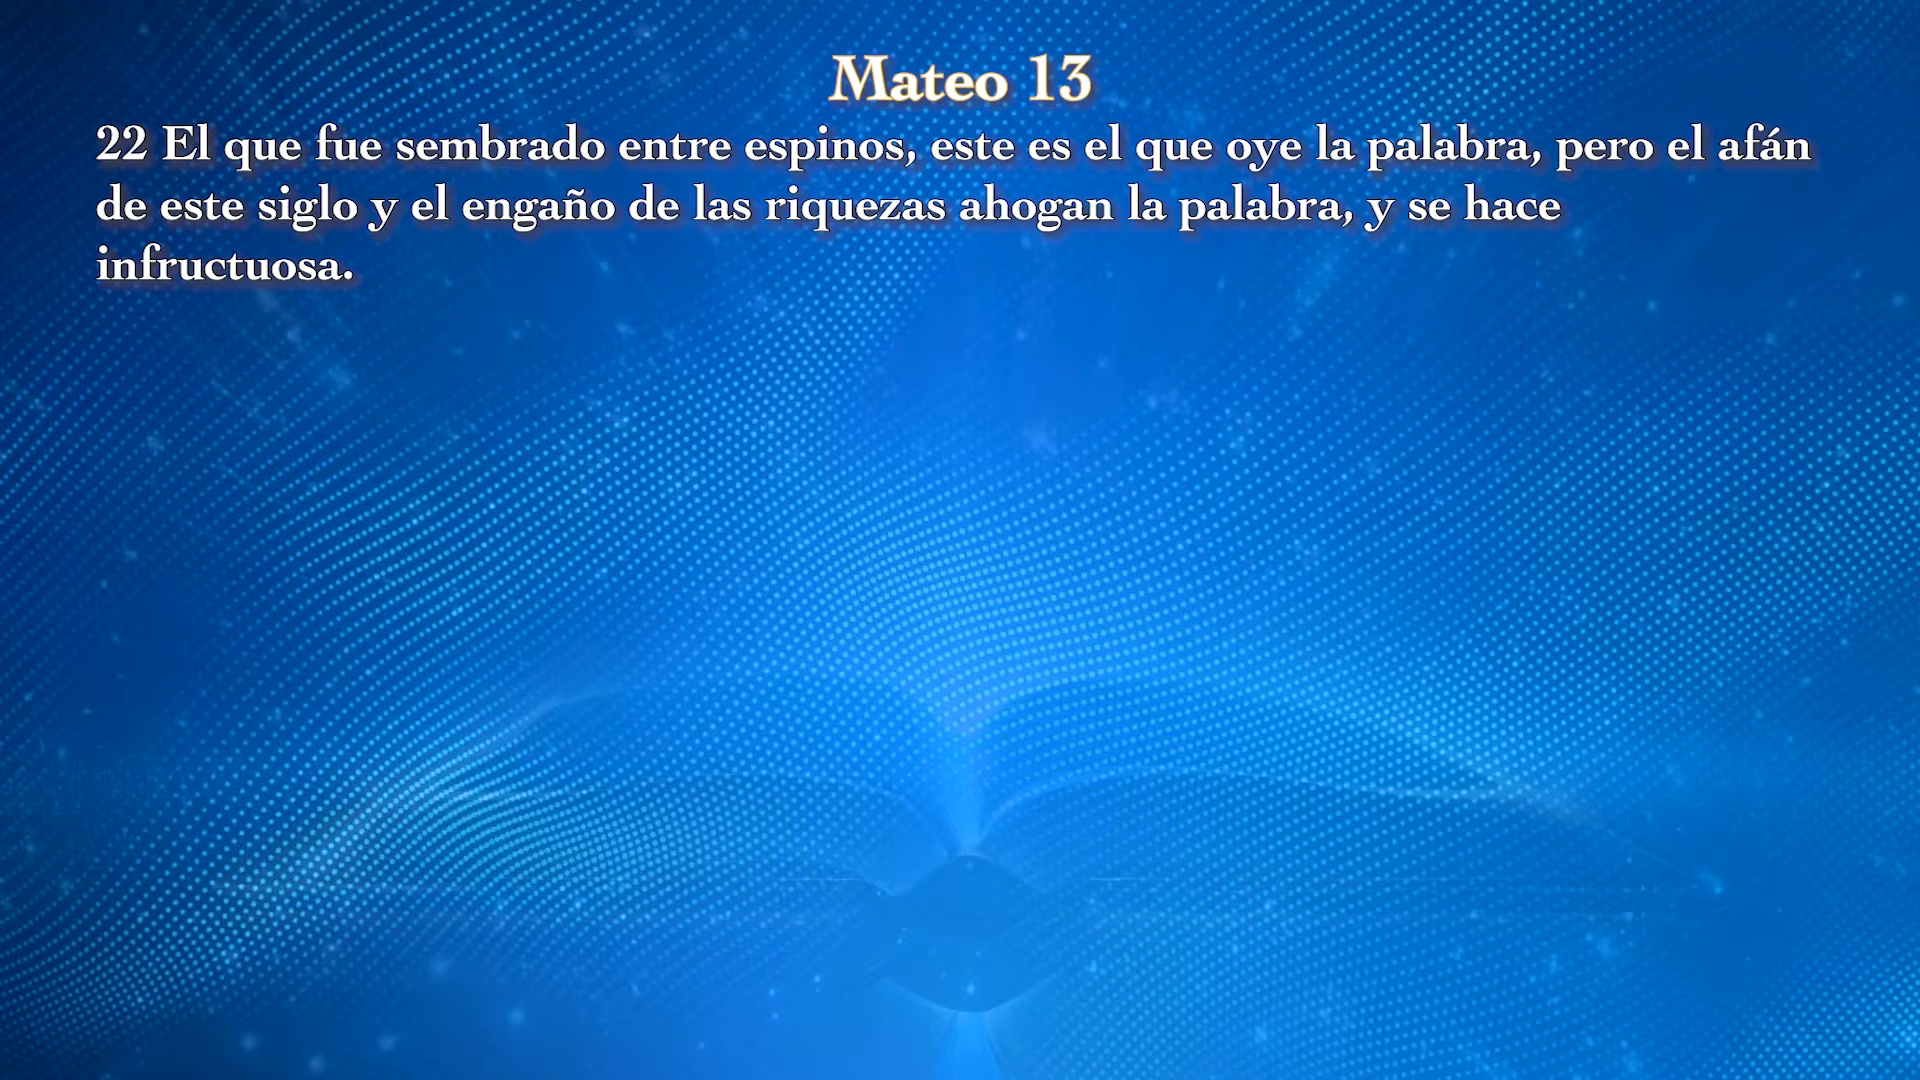 Mateo 13
22 El que fue sembrado entre espinos, este es el que oye la palabra, pero el afán
de este siglo y el engaño de las riquezas ahogan la palabra, y se hace
infructuosa.